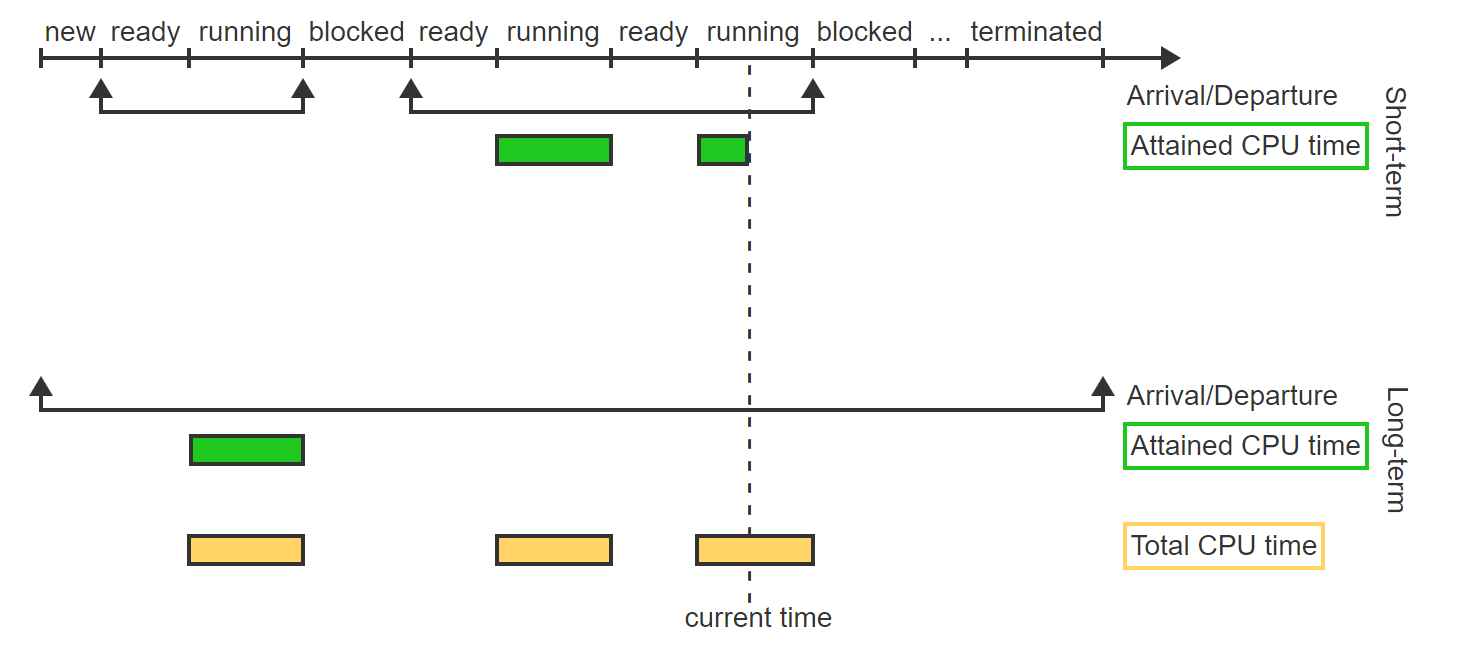 new ready running blocked ready running ready running blocked ... terminated
Arrival/Departure
Attained CPU time
Short-term
Arrival/Departure
Attained CPU time
Long-term
Total CPU time
current time